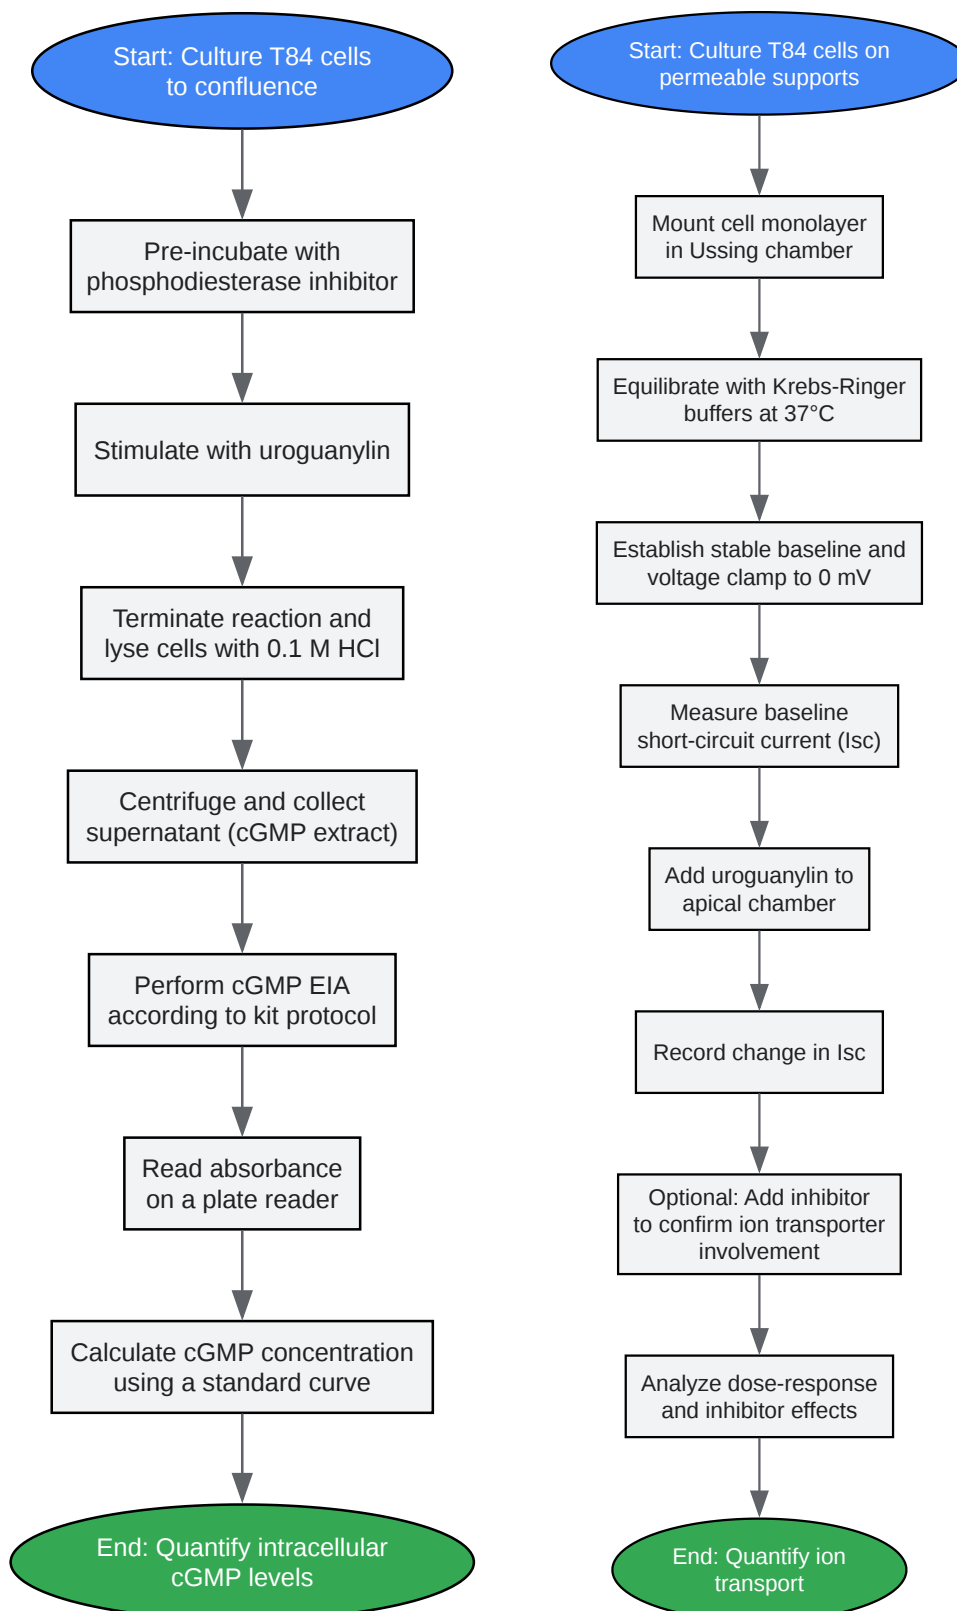 Start: Culture T84 cells
to confluence
Pre-incubate with
phosphodiesterase inhibitor
Stimulate with uroguanylin
Terminate reaction and
lyse cells with 0.1 M HCl
Centrifuge and collect
supernatant (cGMP extract)
Perform cGMP EIA
according to kit protocol
Read absorbance
on a plate reader
Calculate cGMP concentration
using a standard curve
End: Quantify intracellular
cGMP levels
Start: Culture T84 cells on
permeable supports
Mount cell monolayer
in Ussing chamber
Equilibrate with Krebs-Ringer
buffers at 37°C
Establish stable baseline and
voltage clamp to 0 mV
Measure baseline
short-circuit current (Isc)
Add uroguanylin to
apical chamber
Record change in Isc
Optional: Add inhibitor
to confirm ion transporter
involvement
Analyze dose-response
and inhibitor effects
End: Quantify ion
transport